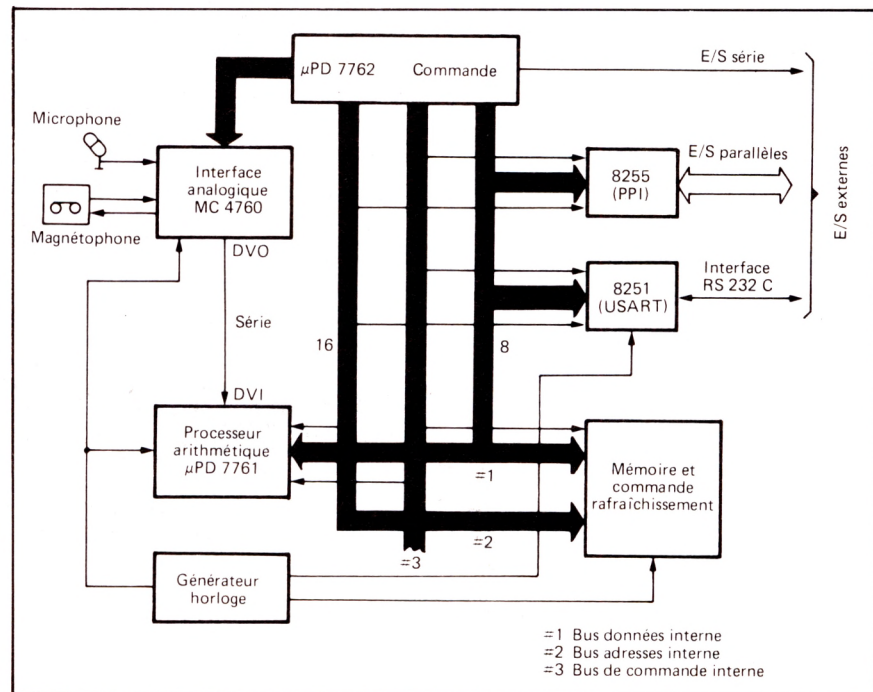 µPD 7762 Commande
E/S série
Microphone
Interface
analogique
MC 4760
8255
(PPI)
E/S parallèles
E/S externes
Magnétophone
DVO
8251
(USART)
Interface
RS 232 C
Série
16
8
DVI
Processeur
arithmétique
µPD 7761
=1
Mémoire et
commande
rafraîchissement
=2
=3
Générateur
horloge
=1 Bus données interne
=2 Bus adresses interne
=3 Bus de commande interne